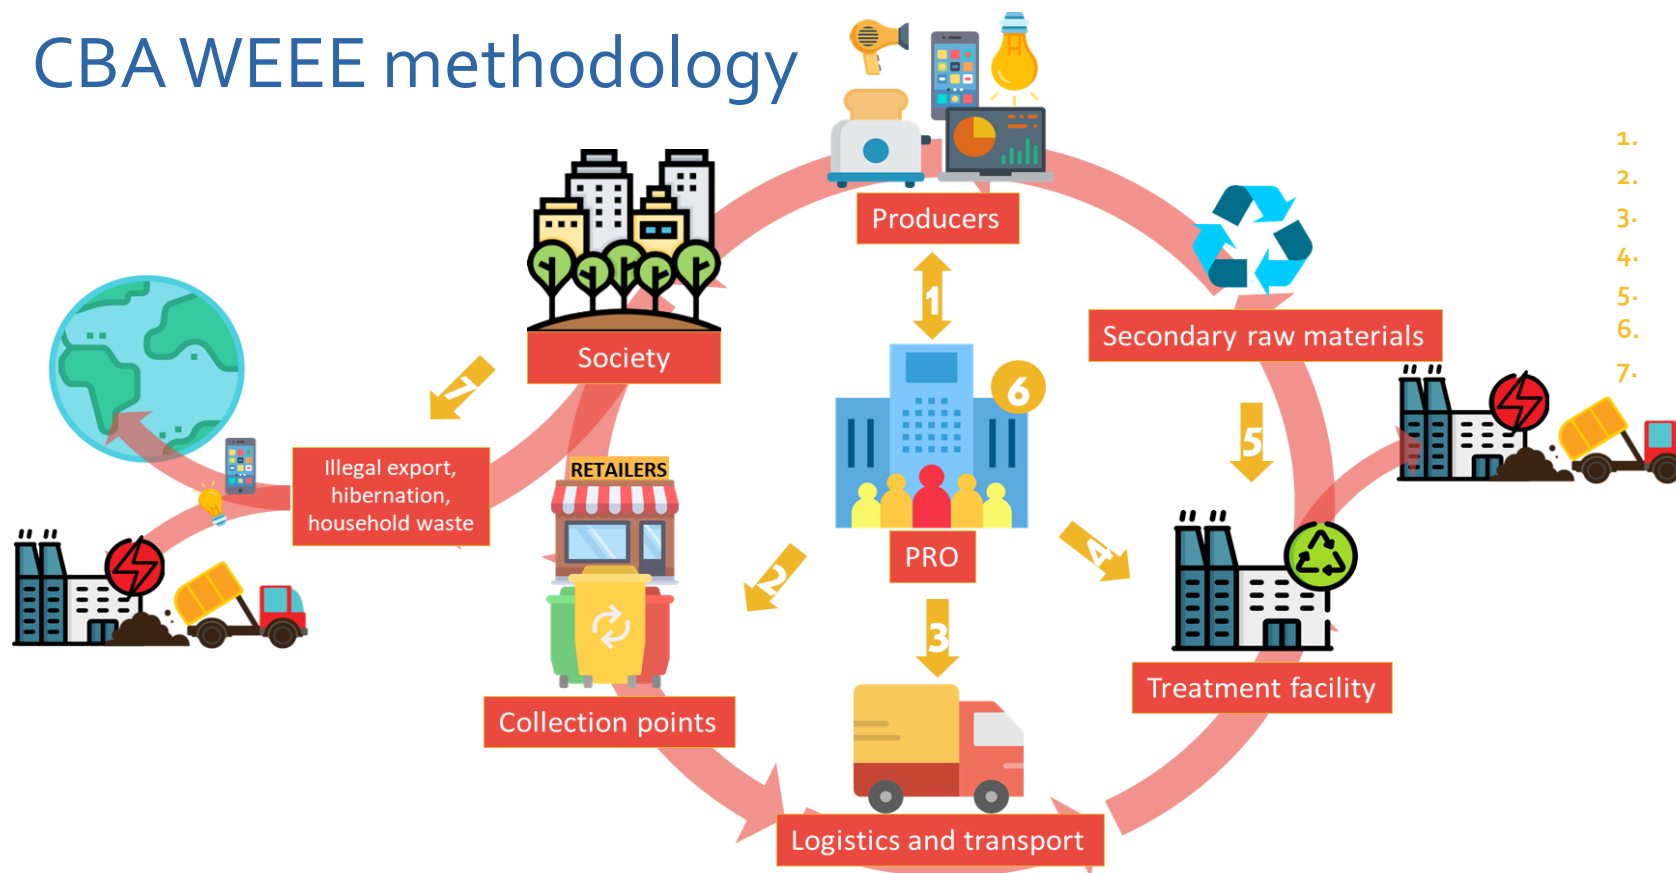 CBA WEEE methodology
Producers
1.
2.
3.
4.
5.
6.
7.
Society
1
Secondary raw materials
6
7
5
Illegal export,
hibernation,
household waste
RETAILERS
PRO
4
2
3
Treatment facility
Collection points
Logistics and transport